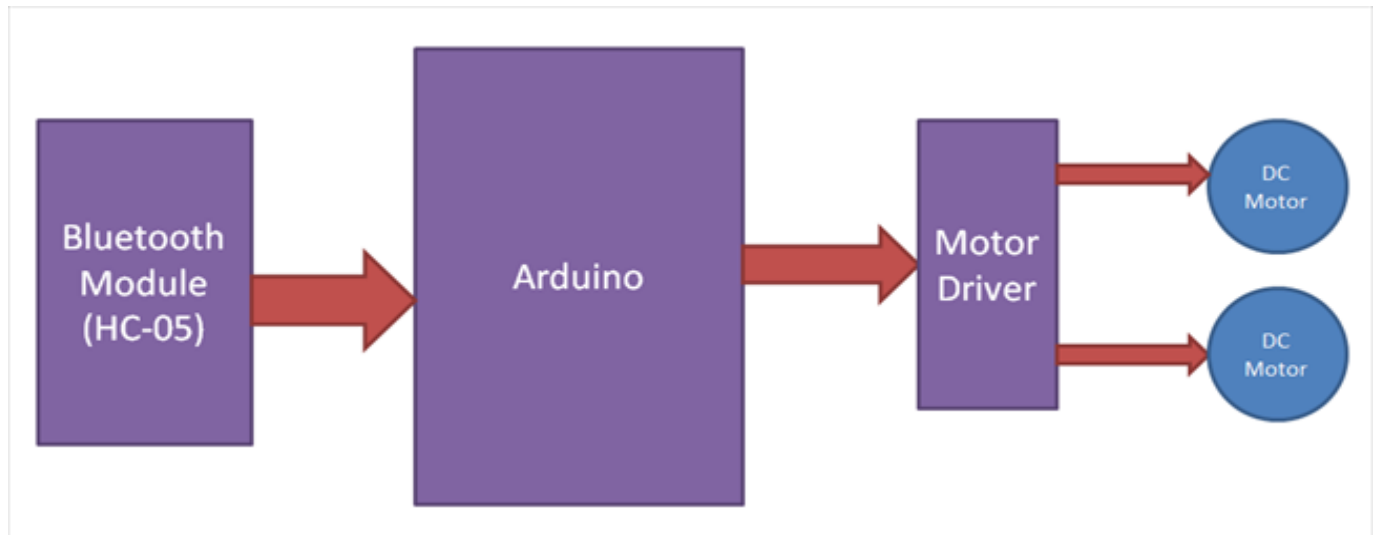 Bluetooth
Module
(HC-05)
Arduino
Motor
Driver
DC
Motor
DC
Motor